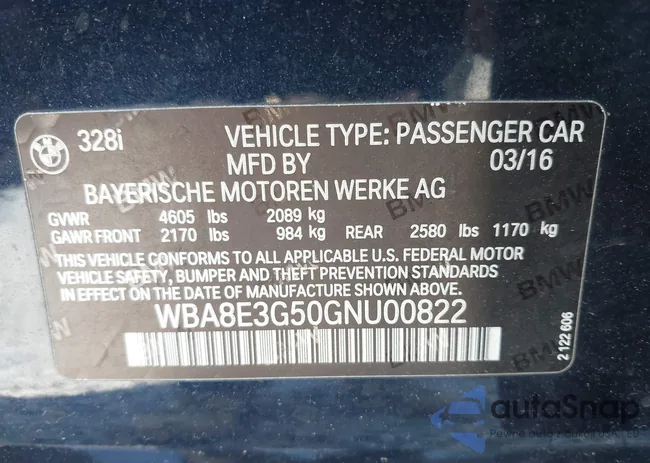 328i VEHICLE TYPE: PASSENGER CAR
MFD BY 03/16
BAYERISCHE MOTOREN WERKE AG
GVWR 4605 lbs 2089 kg
GAWR FRONT 2170 lbs 984 kg REAR 2580 lbs 1170 kg
THIS VEHICLE CONFORMS TO ALL APPLICABLE U.S. FEDERAL MOTOR
VEHICLE SAFETY, BUMPER AND THEFT PREVENTION STANDARDS
IN EFFECT ON THE DATE OF MANUFACTURE SHOWN ABOVE.
WBA8E3G50GNU00822
2 122 606
BMW
autoSnap